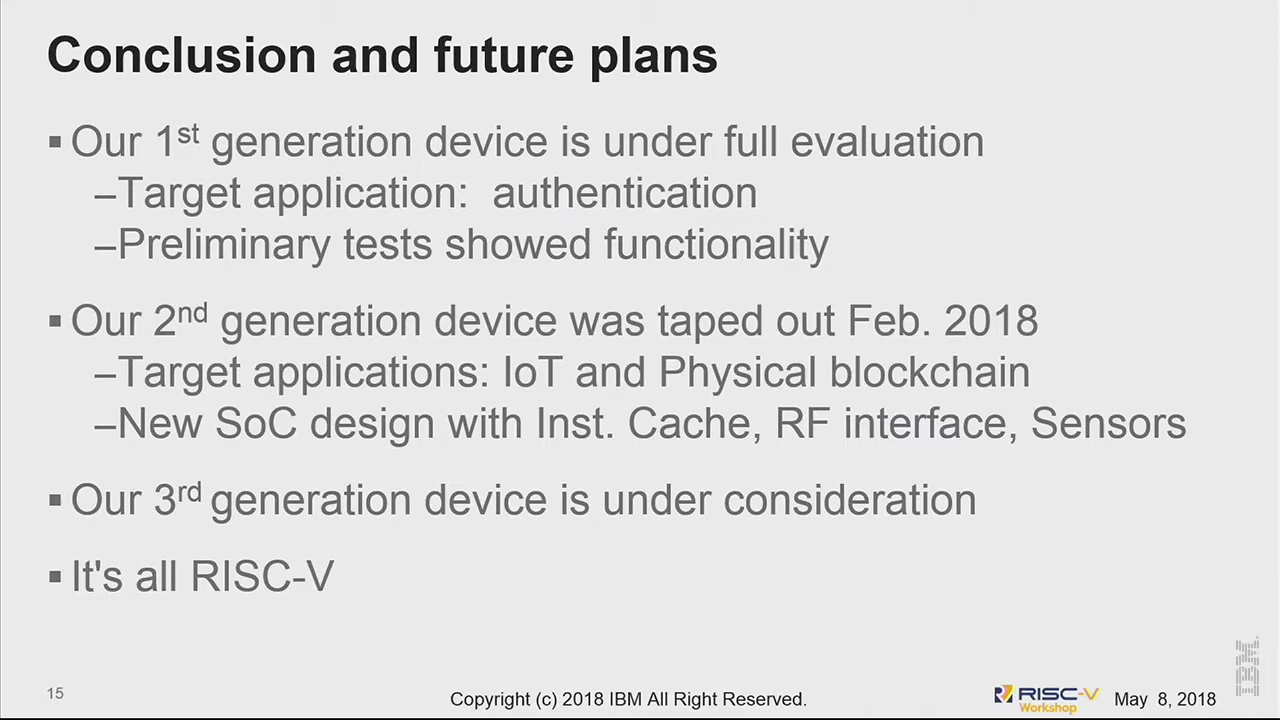 Conclusion and future plans
▪ Our 1st generation device is under full evaluation
–Target application:  authentication
–Preliminary tests showed functionality
▪ Our 2nd generation device was taped out Feb. 2018
–Target applications: IoT and Physical blockchain
–New SoC design with Inst. Cache, RF interface, Sensors
▪ Our 3rd generation device is under consideration
▪ It's all RISC-V
15
Copyright (c) 2018 IBM All Right Reserved.
RISC-V
Workshop
May  8, 2018
IBM